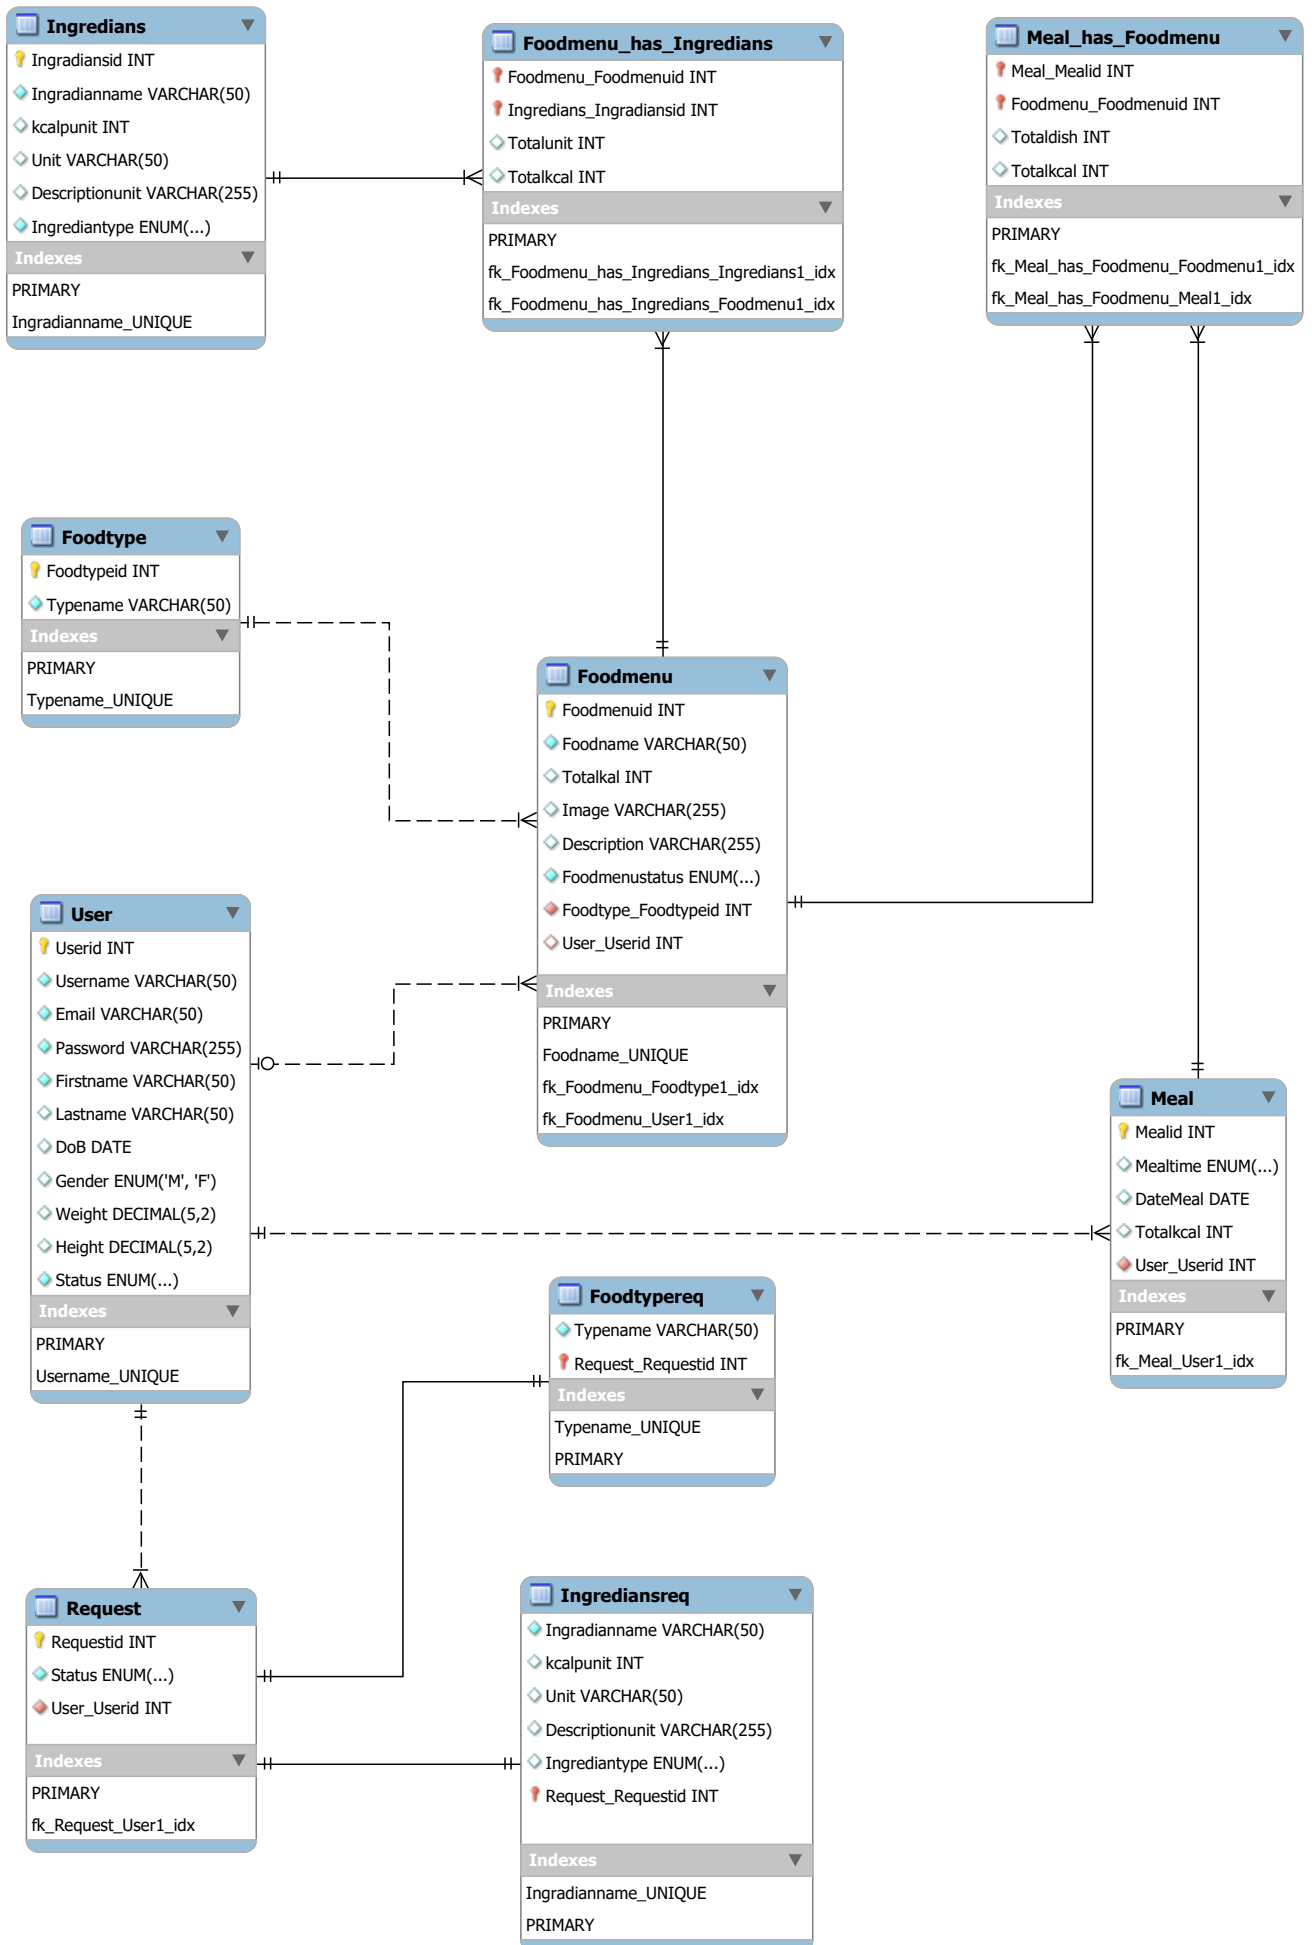 Ingredians
Ingradiansid INT
Ingradianname VARCHAR(50)
kcalpunit INT
Unit VARCHAR(50)
Descriptionunit VARCHAR(255)
Ingrediantype ENUM(...)
Indexes
PRIMARY
Ingradianname_UNIQUE
Foodmenu_has_Ingredians
Foodmenu_Foodmenuid INT
Ingredians_Ingradiansid INT
Totalunit INT
Totalkcal INT
Indexes
PRIMARY
fk_Foodmenu_has_Ingredians_Ingredians1_idx
fk_Foodmenu_has_Ingredians_Foodmenu1_idx
Meal_has_Foodmenu
Meal_Mealid INT
Foodmenu_Foodmenuid INT
Totaldish INT
Totalkcal INT
Indexes
PRIMARY
fk_Meal_has_Foodmenu_Foodmenu1_idx
fk_Meal_has_Foodmenu_Meal1_idx
Foodtype
Foodtypeid INT
Typename VARCHAR(50)
Indexes
PRIMARY
Typename_UNIQUE
Foodmenu
Foodmenuid INT
Foodname VARCHAR(50)
Totalkal INT
Image VARCHAR(255)
Description VARCHAR(255)
Foodmenustatus ENUM(...)
Foodtype_Foodtypeid INT
User_Userid INT
Indexes
PRIMARY
Foodname_UNIQUE
fk_Foodmenu_Foodtype1_idx
fk_Foodmenu_User1_idx
User
Userid INT
Username VARCHAR(50)
Email VARCHAR(50)
Password VARCHAR(255)
Firstname VARCHAR(50)
Lastname VARCHAR(50)
DoB DATE
Gender ENUM('M', 'F')
Weight DECIMAL(5,2)
Height DECIMAL(5,2)
Status ENUM(...)
Indexes
PRIMARY
Username_UNIQUE
Meal
Mealid INT
Mealtime ENUM(...)
DateMeal DATE
Totalkcal INT
User_Userid INT
Indexes
PRIMARY
fk_Meal_User1_idx
Foodtypereq
Typename VARCHAR(50)
Request_Requestid INT
Indexes
Typename_UNIQUE
PRIMARY
Request
Requestid INT
Status ENUM(...)
User_Userid INT
Indexes
PRIMARY
fk_Request_User1_idx
Ingrediansreq
Ingradianname VARCHAR(50)
kcalpunit INT
Unit VARCHAR(50)
Descriptionunit VARCHAR(255)
Ingrediantype ENUM(...)
Request_Requestid INT
Indexes
Ingradianname_UNIQUE
PRIMARY